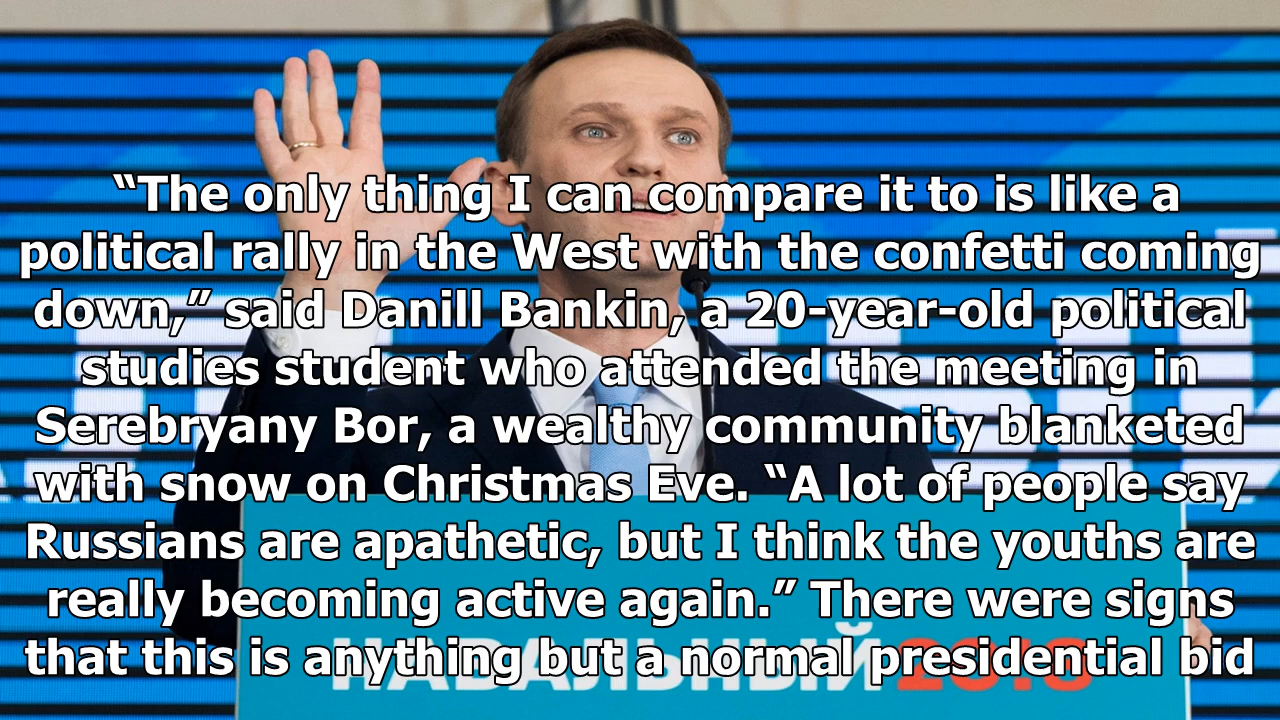 “The only thing I can compare it to is like a
political rally in the West with the confetti coming
down,” said Danill Bankin, a 20-year-old political
studies student who attended the meeting in
Serebryany Bor, a wealthy community blanketed
with snow on Christmas Eve. “A lot of people say
Russians are apathetic, but I think the youths are
really becoming active again.” There were signs
that this is anything but a normal presidential bid
НАВАЛЬНЫЙ 2018